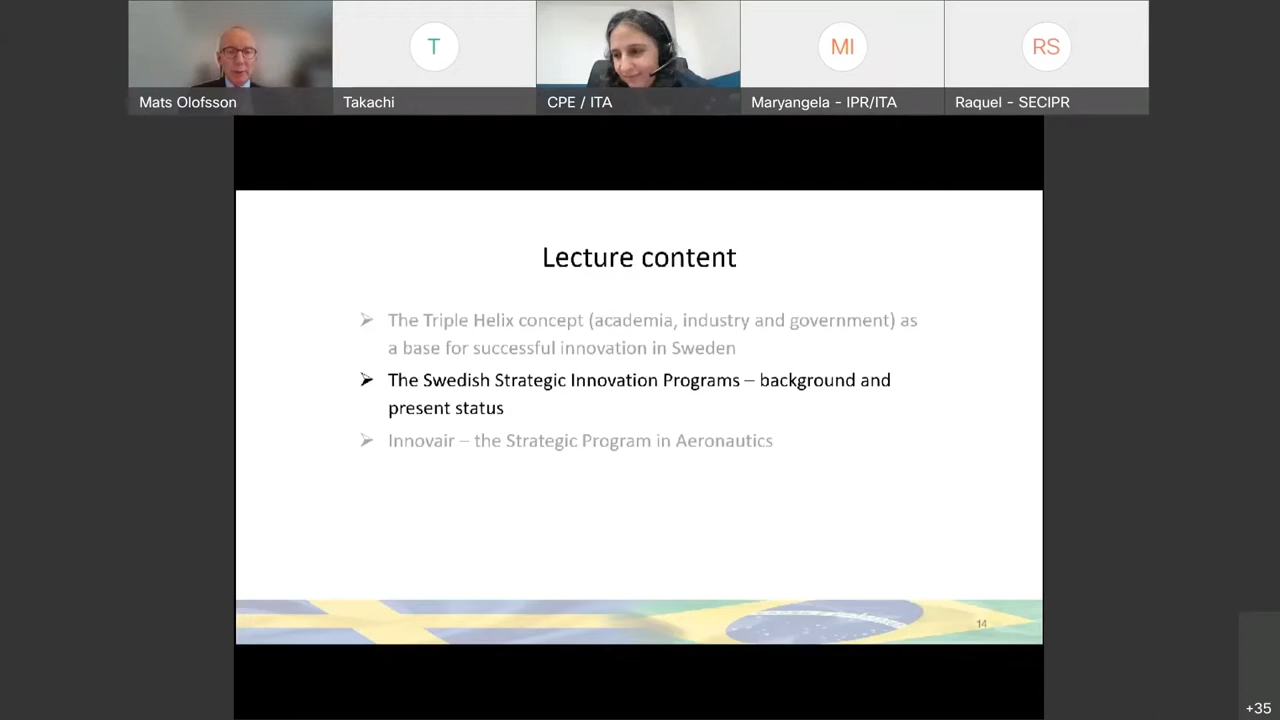 T
MI
RS
Mats Olofsson
Takachi
CPE / ITA
Maryangela - IPR/ITA
Raquel - SECIPR
Lecture content
➢ The Triple Helix concept (academia, industry and government) as
a base for successful innovation in Sweden
➢ The Swedish Strategic Innovation Programs – background and
present status
➢ Innovair – the Strategic Program in Aeronautics
14
+35